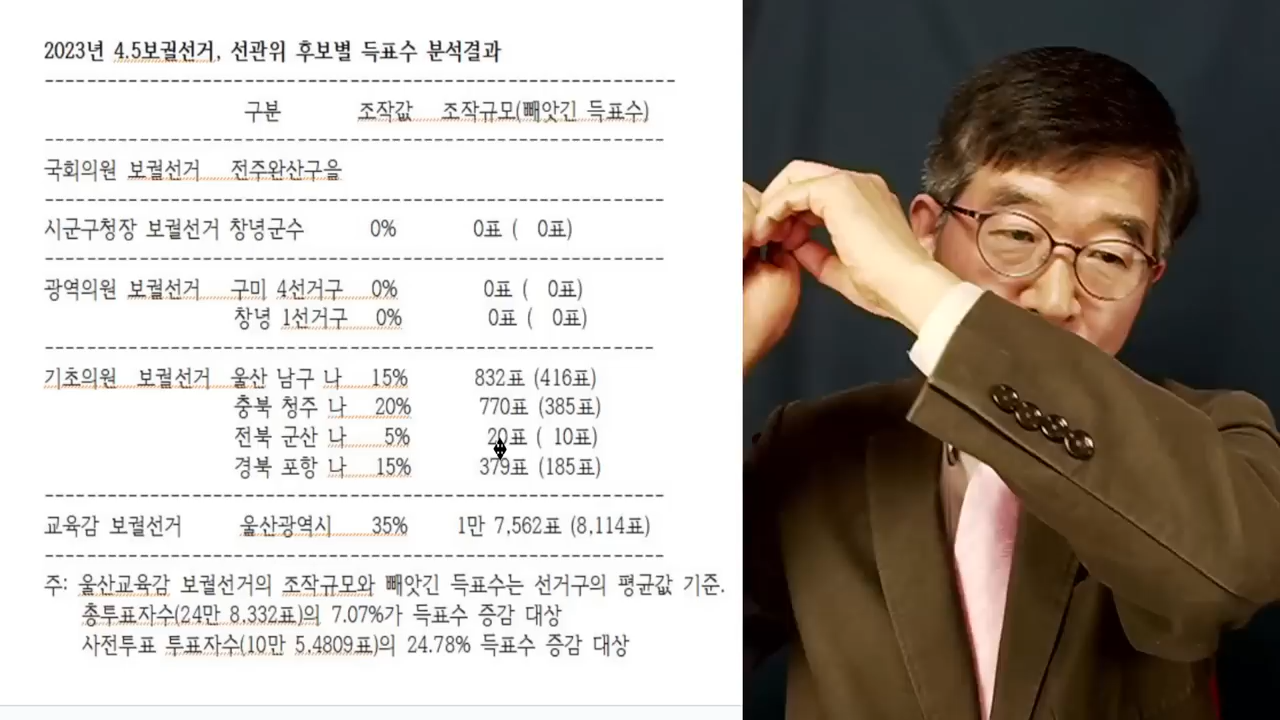 2023년 4.5보궐선거, 선관위 후보별 득표수 분석결과
구분 조작값 조작규모(빼앗긴 득표수)
국회의원 보궐선거 전주완산구을
시군구청장 보궐선거 창녕군수 0% 0표 ( 0표)
광역의원 보궐선거 구미 4선거구 0% 0표 ( 0표)
창녕 1선거구 0% 0표 ( 0표)
기초의원 보궐선거 울산 남구 나 15% 832표 (416표)
충북 청주 나 20% 770표 (385표)
전북 군산 나 5% 20표 ( 10표)
경북 포항 나 15% 379표 (185표)
교육감 보궐선거 울산광역시 35% 1만 7,562표 (8,114표)
주: 울산교육감 보궐선거의 조작규모와 빼앗긴 득표수는 선거구의 평균값 기준.
총투표자수(24만 8.332표)의 7.07%가 득표수 증감 대상
사전투표 투표자수(10만 5,4809표)의 24.78% 득표수 증감 대상